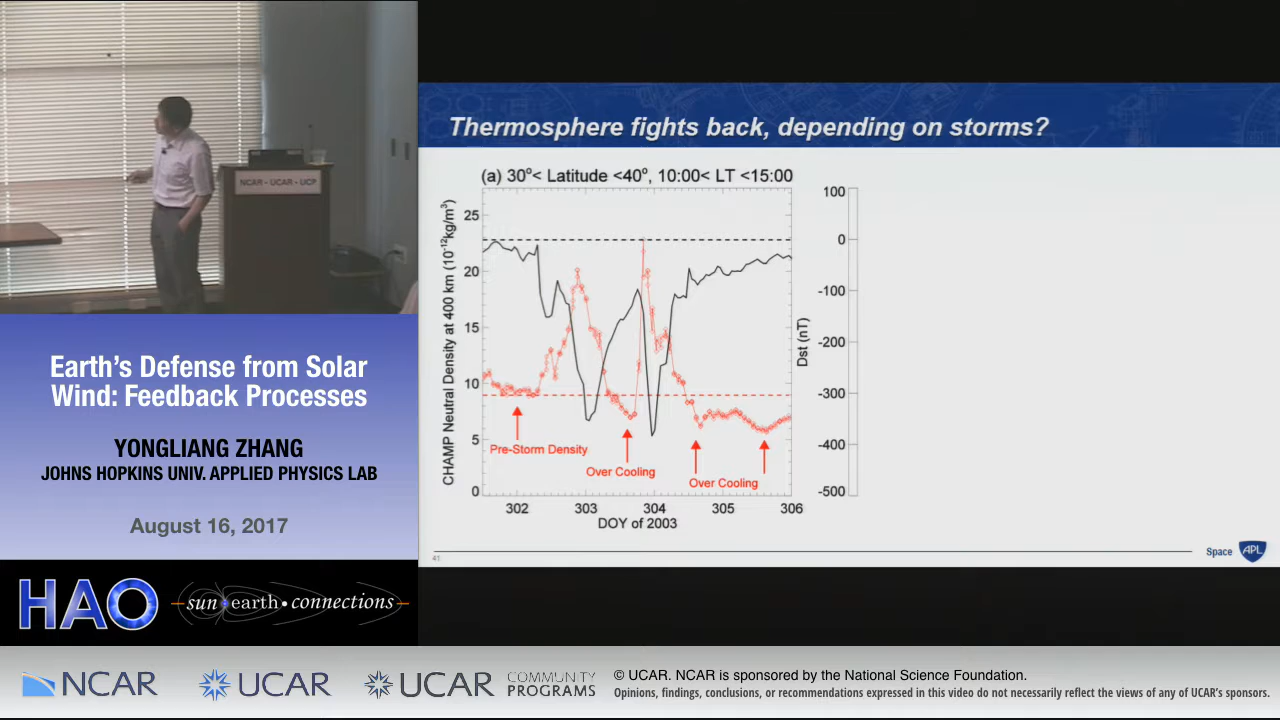 NCAR - UCAR - UCP
Earth's Defense from Solar
Wind: Feedback Processes
YONGLIANG ZHANG
JOHNS HOPKINS UNIV. APPLIED PHYSICS LAB
August 16, 2017
HAO
sun earth connections
Thermosphere fights back, depending on storms?
(a) 30°< Latitude <40°, 10:00< LT <15:00
CHAMP Neutral Density at 400 km (10⁻¹²kg/m³)
25
20
15
10
5
0
Pre-Storm Density
Over Cooling
Over Cooling
302 303 304 305 306
DOY of 2003
Dst (nT)
100
0
-100
-200
-300
-400
-500
41
Space APL
NCAR
UCAR
UCAR
COMMUNITY
PROGRAMS
© UCAR. NCAR is sponsored by the National Science Foundation.
Opinions, findings, conclusions, or recommendations expressed in this video do not necessarily reflect the views of any of UCAR's sponsors.